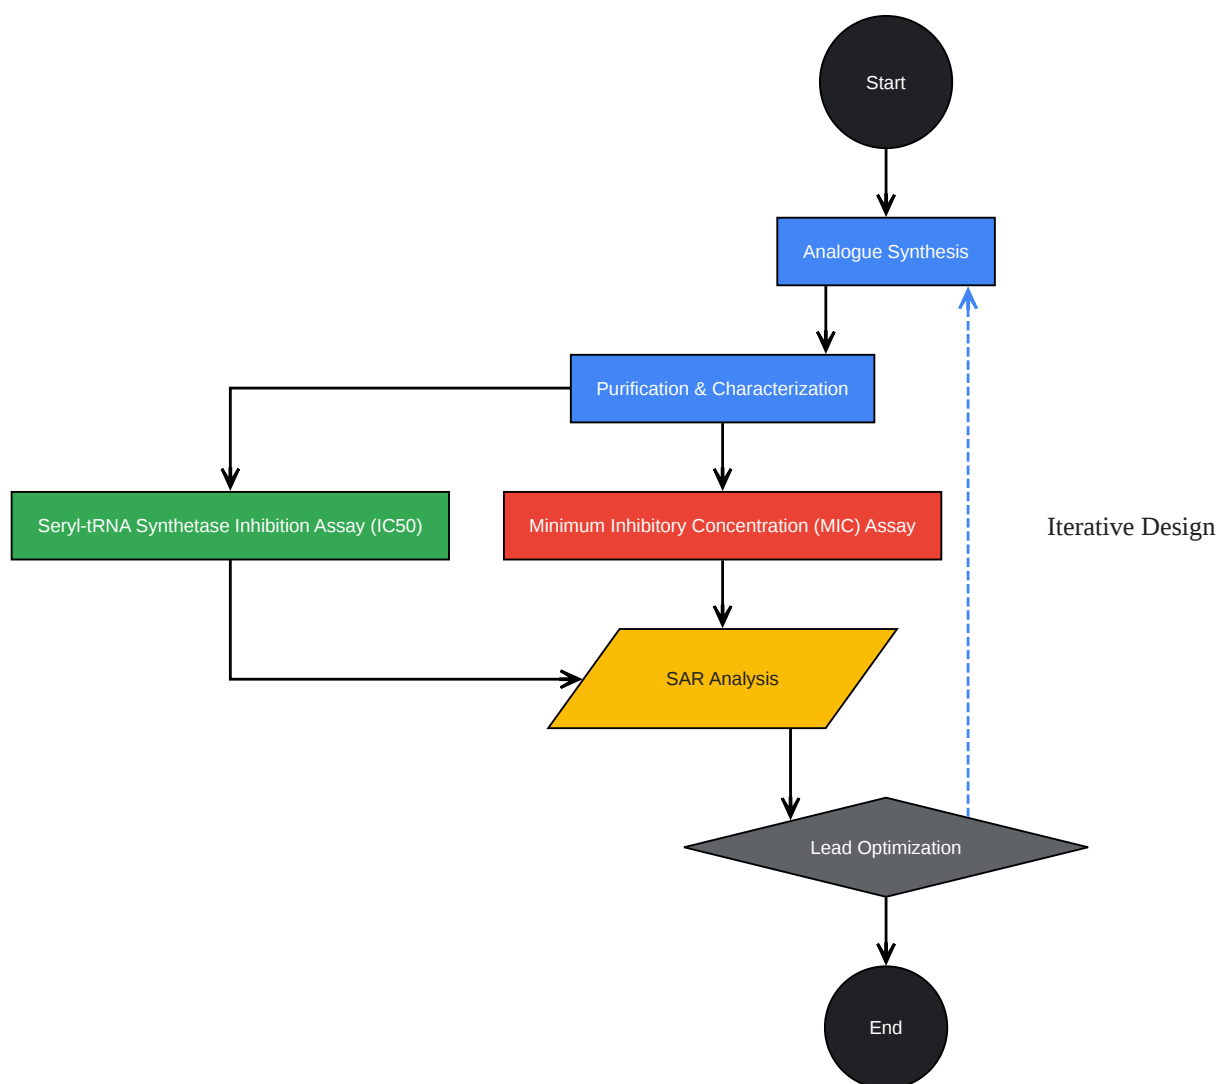 Start
Analogue Synthesis
Purification & Characterization
Seryl-tRNA Synthetase Inhibition Assay (IC50)
Minimum Inhibitory Concentration (MIC) Assay
Iterative Design
SAR Analysis
Lead Optimization
End